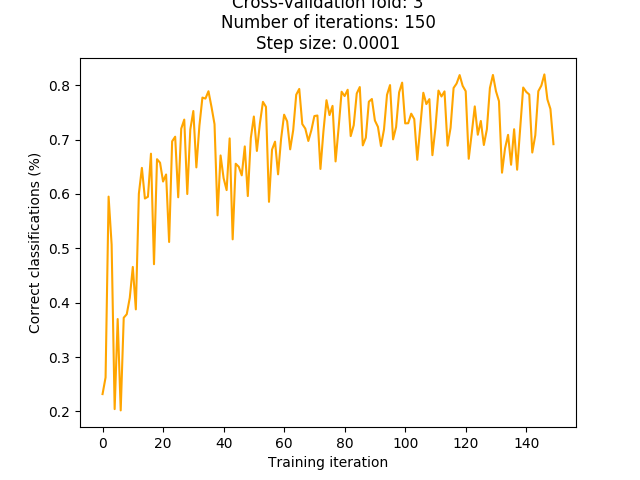 Cross-validation fold: 3
Number of iterations: 150
Step size: 0.0001
0.8
0.7
0.6
0.5
0.4
0.3
0.2
Correct classifications (%)
0 20 40 60 80 100 120 140
Training iteration